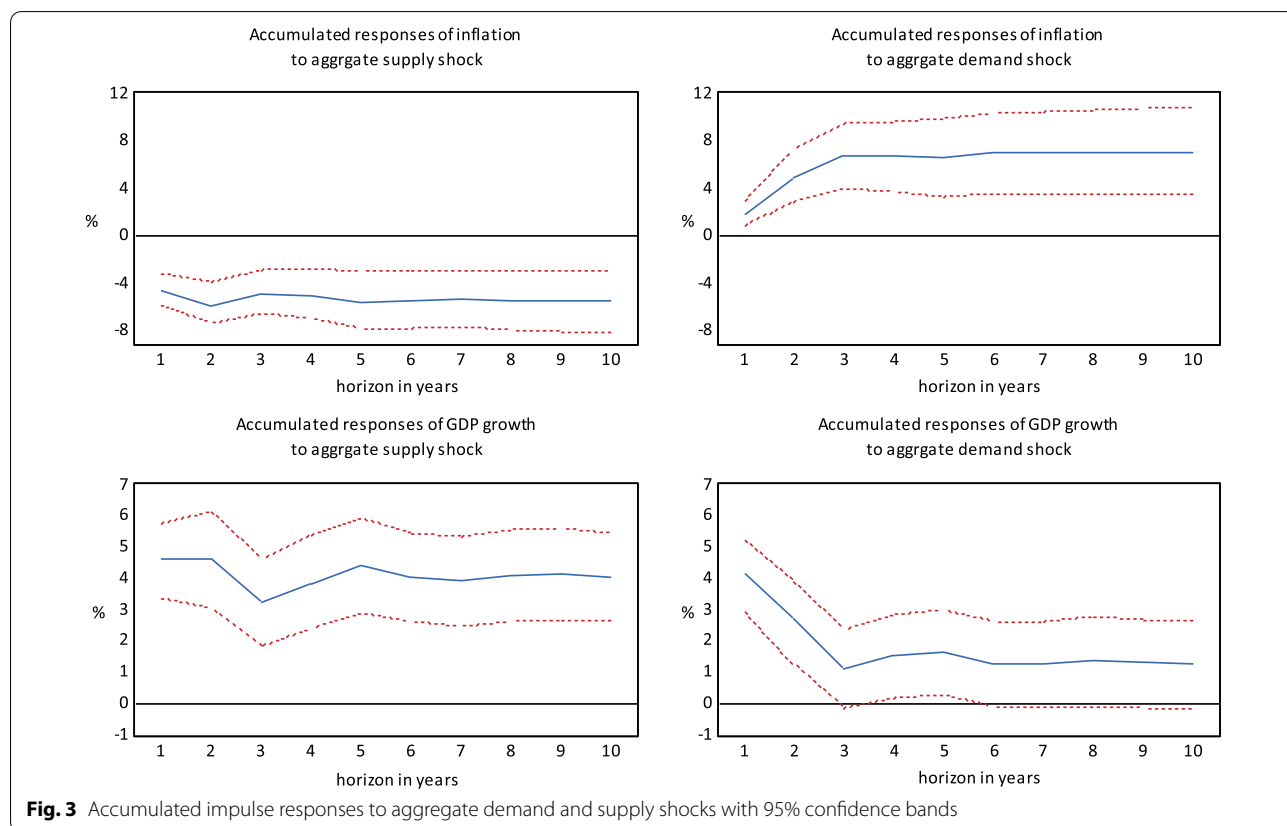 Accumulated responses of inflation
to aggrgate supply shock
12
8
4
%
0
-4
-8
1 2 3 4 5 6 7 8 9 10
horizon in years
Accumulated responses of inflation
to aggrgate demand shock
12
8
4
%
0
-4
-8
1 2 3 4 5 6 7 8 9 10
horizon in years
Accumulated responses of GDP growth
to aggrgate supply shock
7
6
5
4
%
3
2
1
0
-1
1 2 3 4 5 6 7 8 9 10
horizon in years
Accumulated responses of GDP growth
to aggrgate demand shock
7
6
5
4
%
3
2
1
0
-1
1 2 3 4 5 6 7 8 9 10
horizon in years
Fig. 3 Accumulated impulse responses to aggregate demand and supply shocks with 95% confidence bands